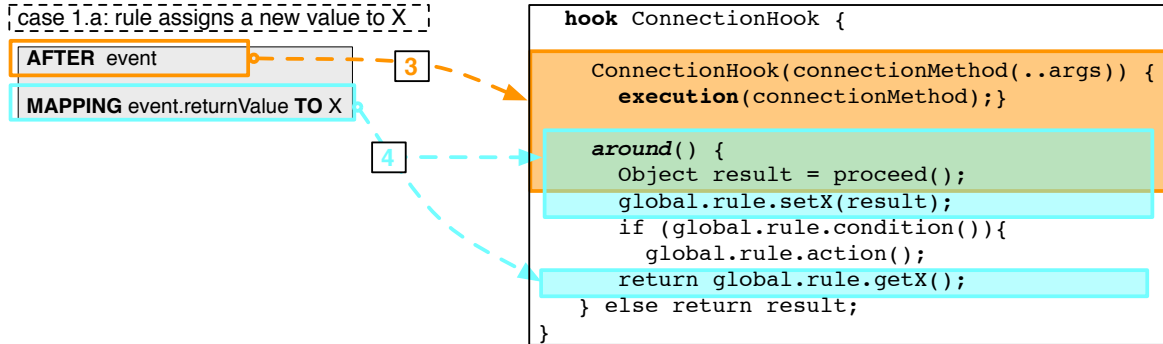 case 1.a: rule assigns a new value to X
AFTER event
MAPPING event.returnValue TO X
3
4
hook ConnectionHook {
ConnectionHook(connectionMethod(..args)) {
execution(connectionMethod);}
around() {
Object result = proceed();
global.rule.setX(result);
if (global.rule.condition()){
global.rule.action();
return global.rule.getX();
} else return result;
}